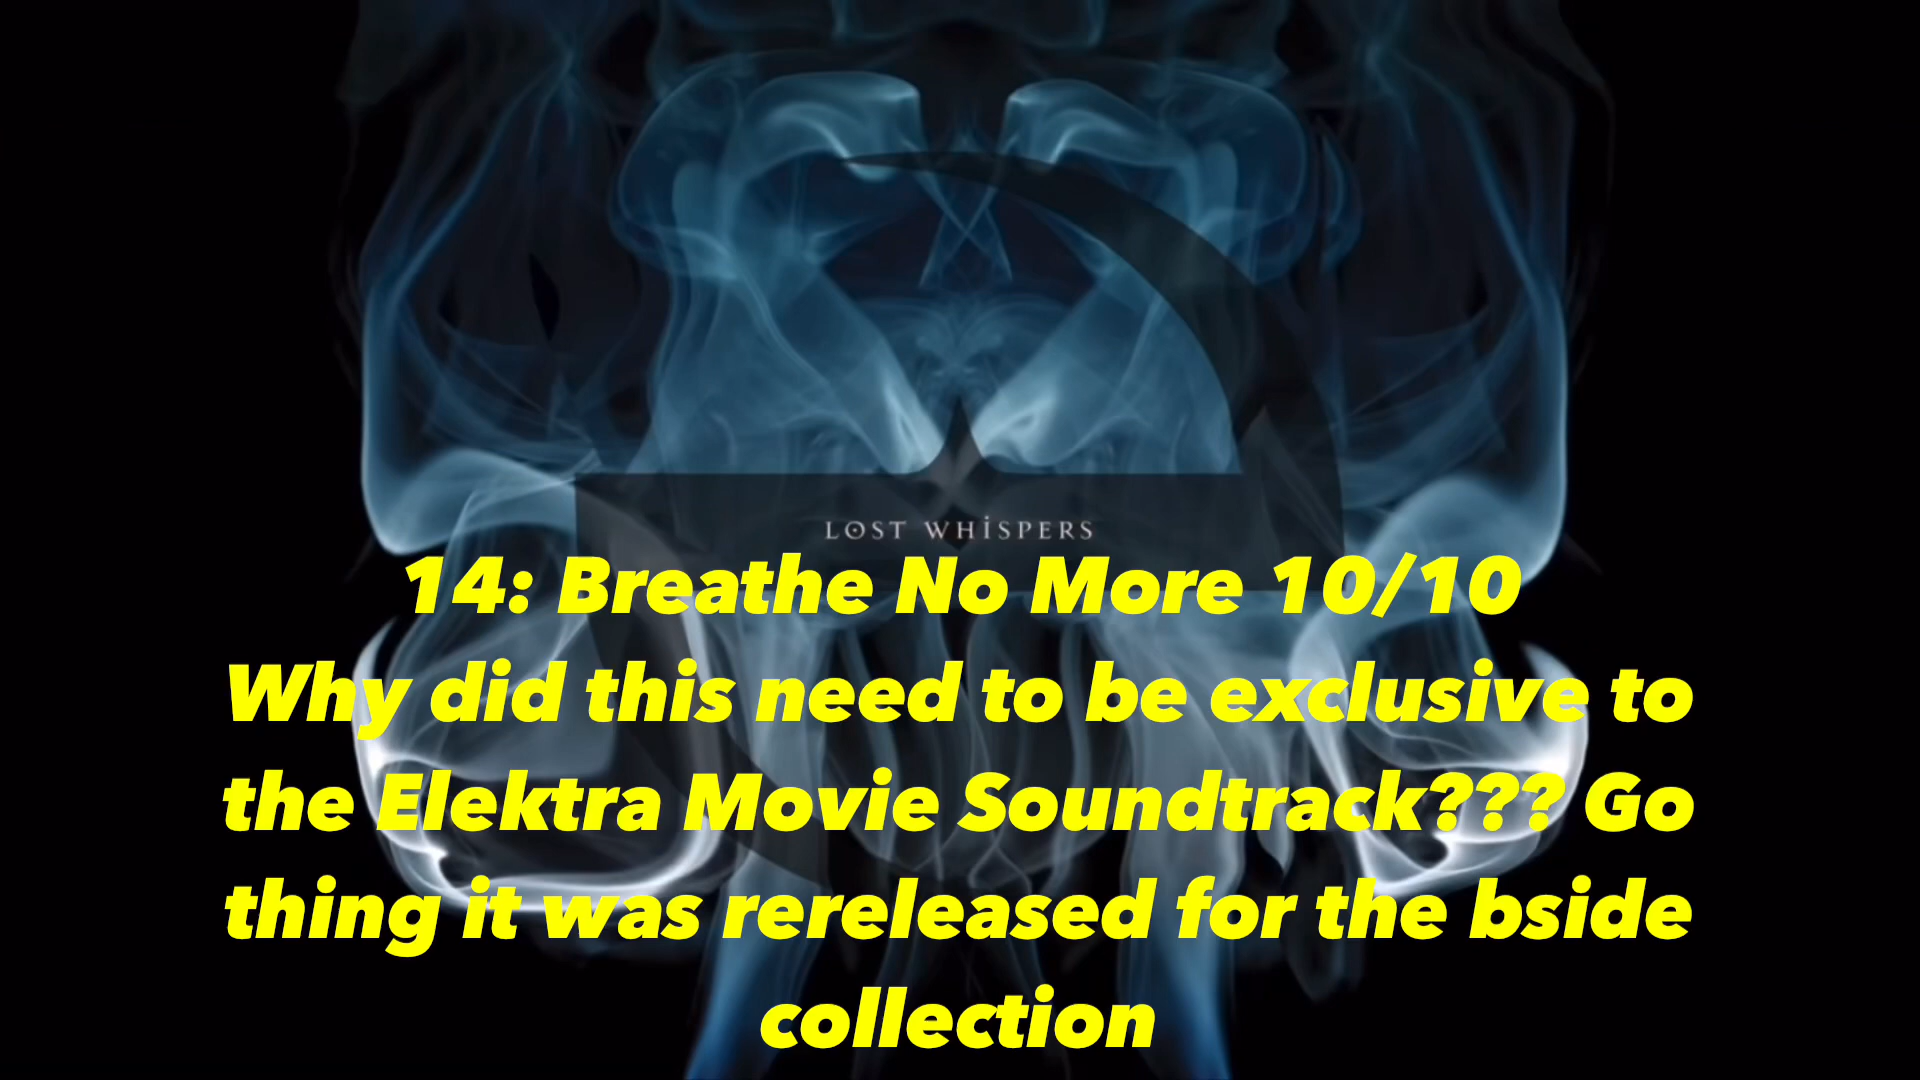 LOST WHISPERS
14: Breathe No More 10/10
Why did this need to be exclusive to
the Elektra Movie Soundtrack??? Go
thing it was rereleased for the bside
collection